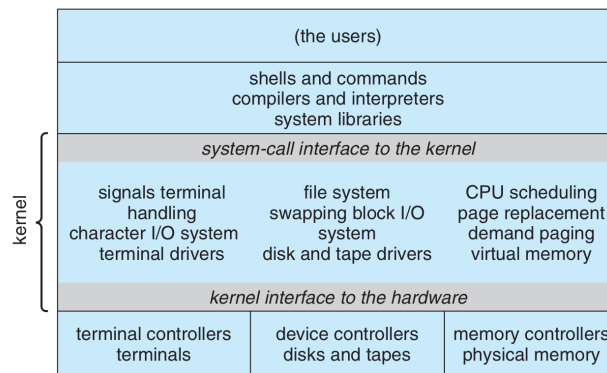 (the users)
shells and commands
compilers and interpreters
system libraries
kernel
system-call interface to the kernel
signals terminal
handling
character I/O system
terminal drivers
file system
swapping block I/O
system
disk and tape drivers
CPU scheduling
page replacement
demand paging
virtual memory
kernel interface to the hardware
terminal controllers
terminals
device controllers
disks and tapes
memory controllers
physical memory